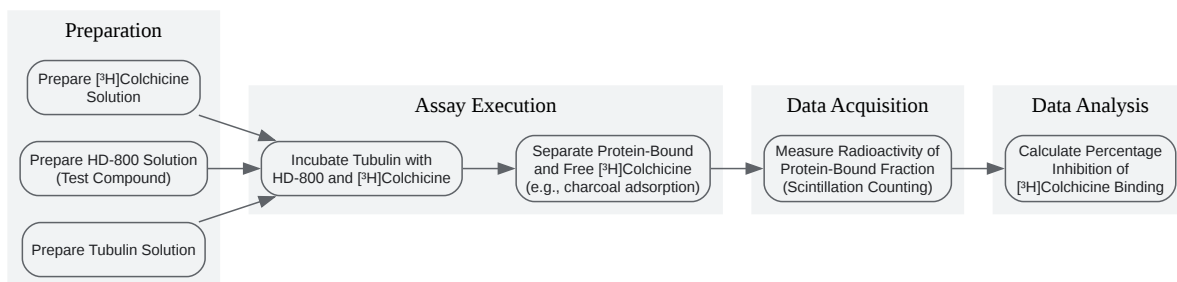 Preparation
Prepare [³H]Colchicine
Solution
Prepare HD-800 Solution
(Test Compound)
Prepare Tubulin Solution
Assay Execution
Incubate Tubulin with
HD-800 and [³H]Colchicine
Separate Protein-Bound
and Free [³H]Colchicine
(e.g., charcoal adsorption)
Data Acquisition
Measure Radioactivity of
Protein-Bound Fraction
(Scintillation Counting)
Data Analysis
Calculate Percentage
Inhibition of
[³H]Colchicine Binding